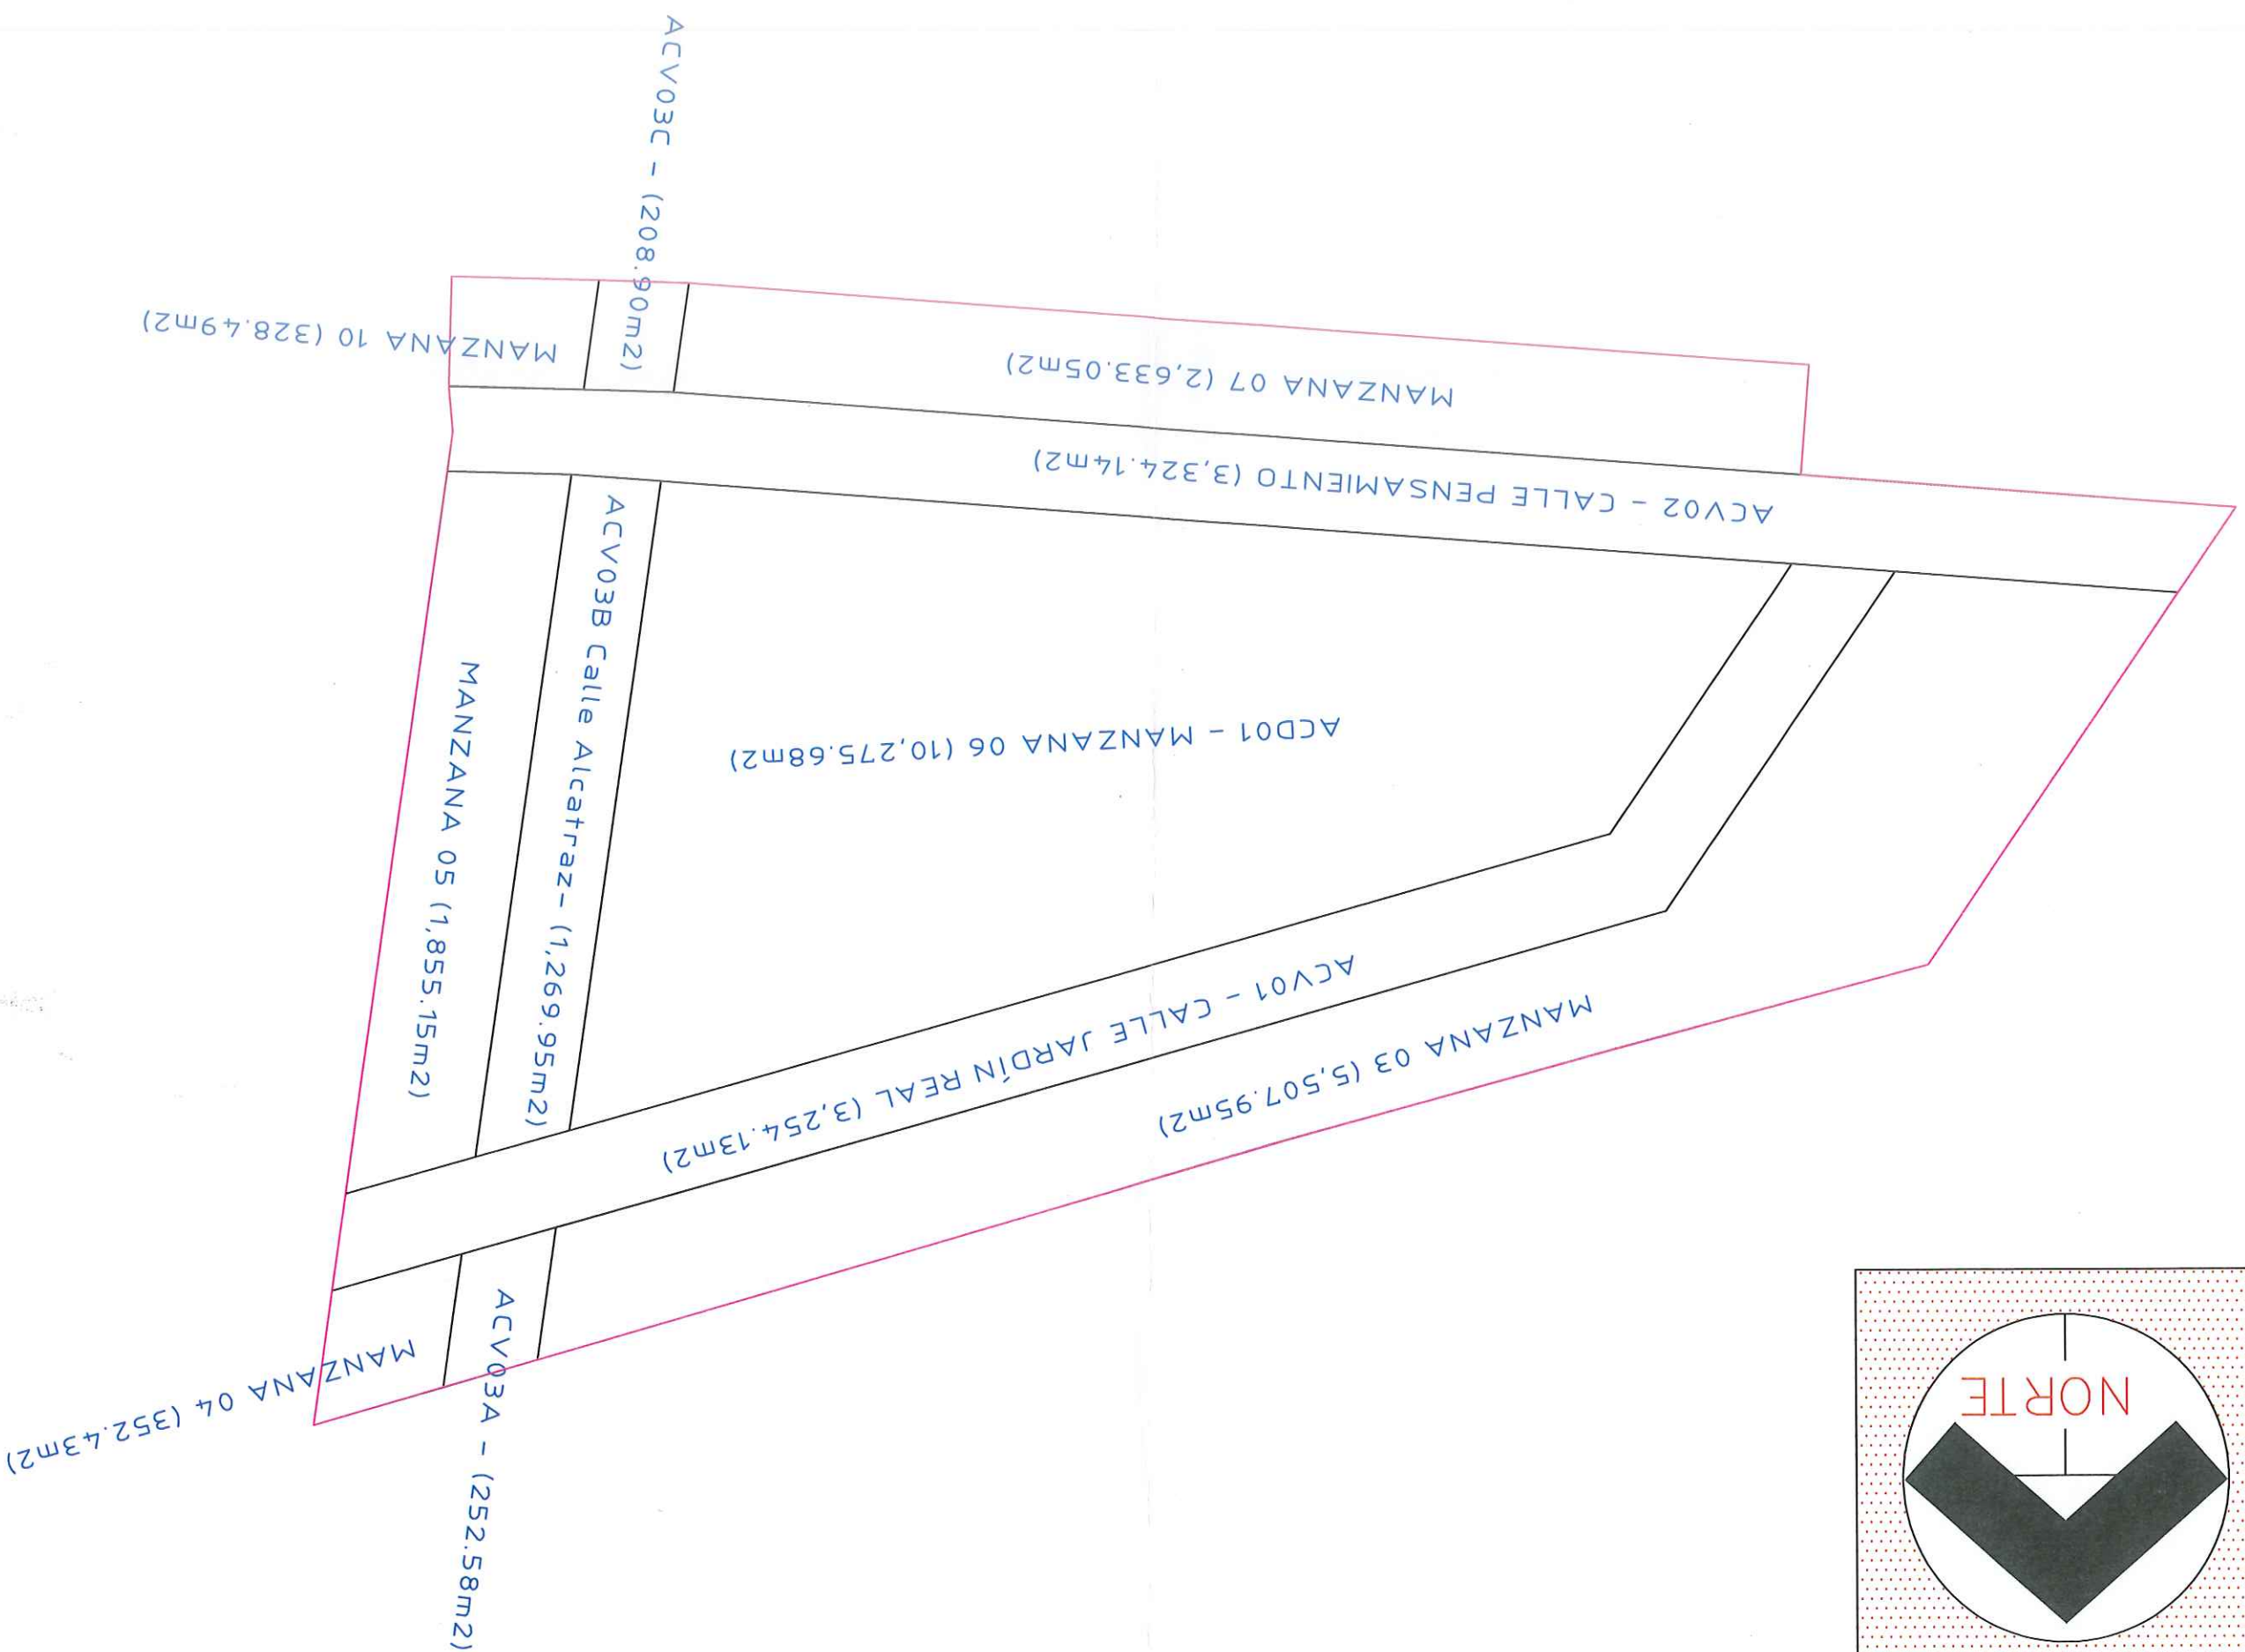 ACV03C - (208.90m2)
MANZANA 10 (328.49m2)
MANZANA 07 (2,633.05m2)
ACV02 - CALLE PENSAMIENTO (3,324.14m2)
ACV03B Calle Alcatraz- (1,269.95m2)
MANZANA 05 (1,855.15m2)
ACD01 - MANZANA 06 (10,275.68m2)
ACV01 - CALLE JARDÍN REAL (3,254.13m2)
MANZANA 03 (5,507.95m2)
MANZANA 04 (352.43m2)
ACV03A - (252.58m2)
NORTE